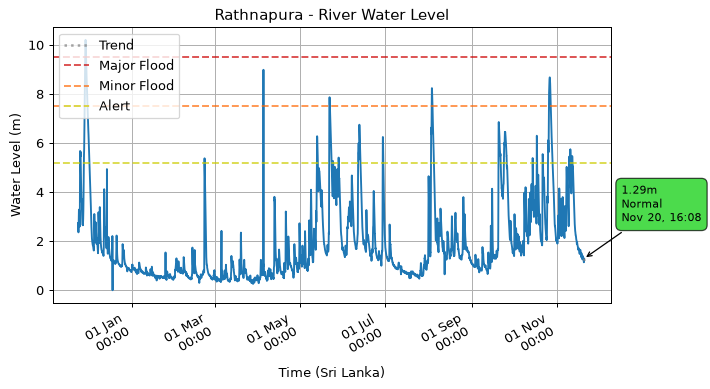 Rathnapura - River Water Level
Water Level (m)
10
8
6
4
2
0
Trend
Major Flood
Minor Flood
Alert
1.29m
Normal
Nov 20, 16:08
01 Jan
00:00
01 Mar
00:00
01 May
00:00
01 Jul
00:00
01 Sep
00:00
01 Nov
00:00
Time (Sri Lanka)